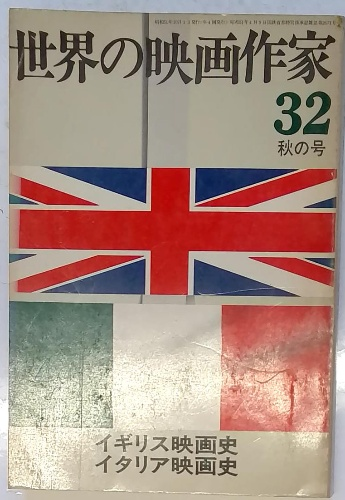 世界の映画作家
32
秋の号
イギリス映画史
イタリア映画史